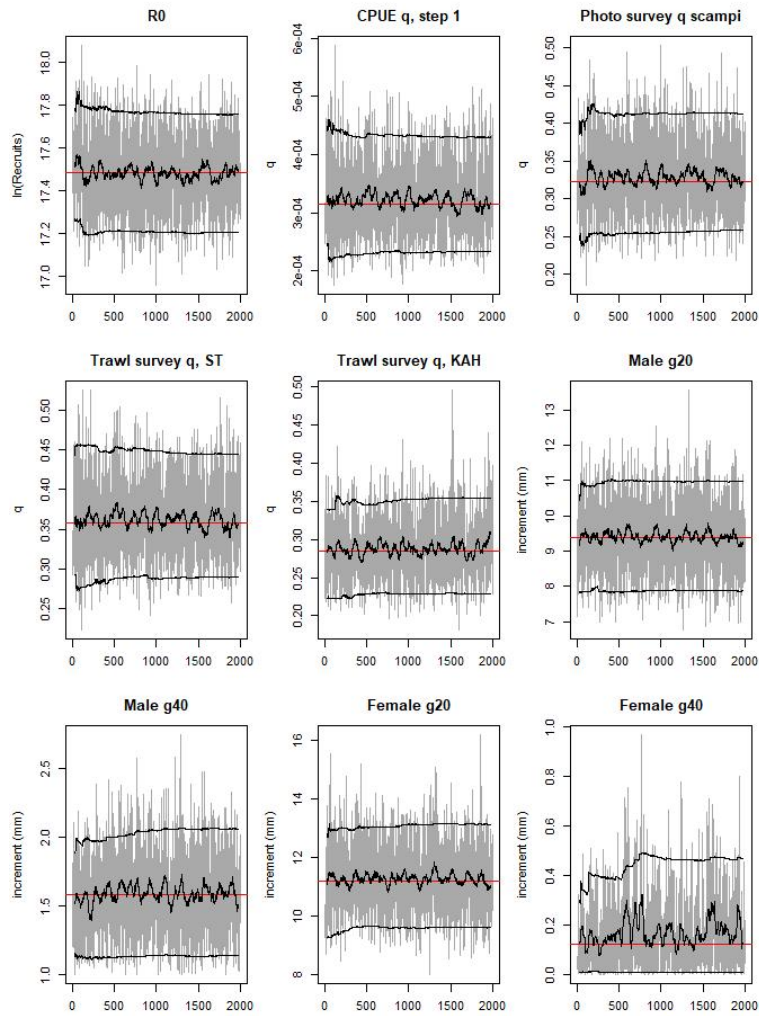 R0 CPUE q, step 1 Photo survey q scampi
ln(Recruits)
17.0 17.2 17.4 17.6 17.8 18.0
0 500 1000 1500 2000
q
2e-04 3e-04 4e-04 5e-04 6e-04
0 500 1000 1500 2000
q
0.20 0.25 0.30 0.35 0.40 0.45 0.50
0 500 1000 1500 2000
Trawl survey q, ST Trawl survey q, KAH Male g20
q
0.25 0.30 0.35 0.40 0.45 0.50
0 500 1000 1500 2000
q
0.20 0.25 0.30 0.35 0.40 0.45 0.50
0 500 1000 1500 2000
increment (mm)
7 8 9 10 11 12 13
0 500 1000 1500 2000
Male g40 Female g20 Female g40
increment (mm)
1.0 1.5 2.0 2.5
0 500 1000 1500 2000
increment (mm)
8 10 12 14 16
0 500 1000 1500 2000
increment (mm)
0.0 0.2 0.4 0.6 0.8 1.0
0 500 1000 1500 2000